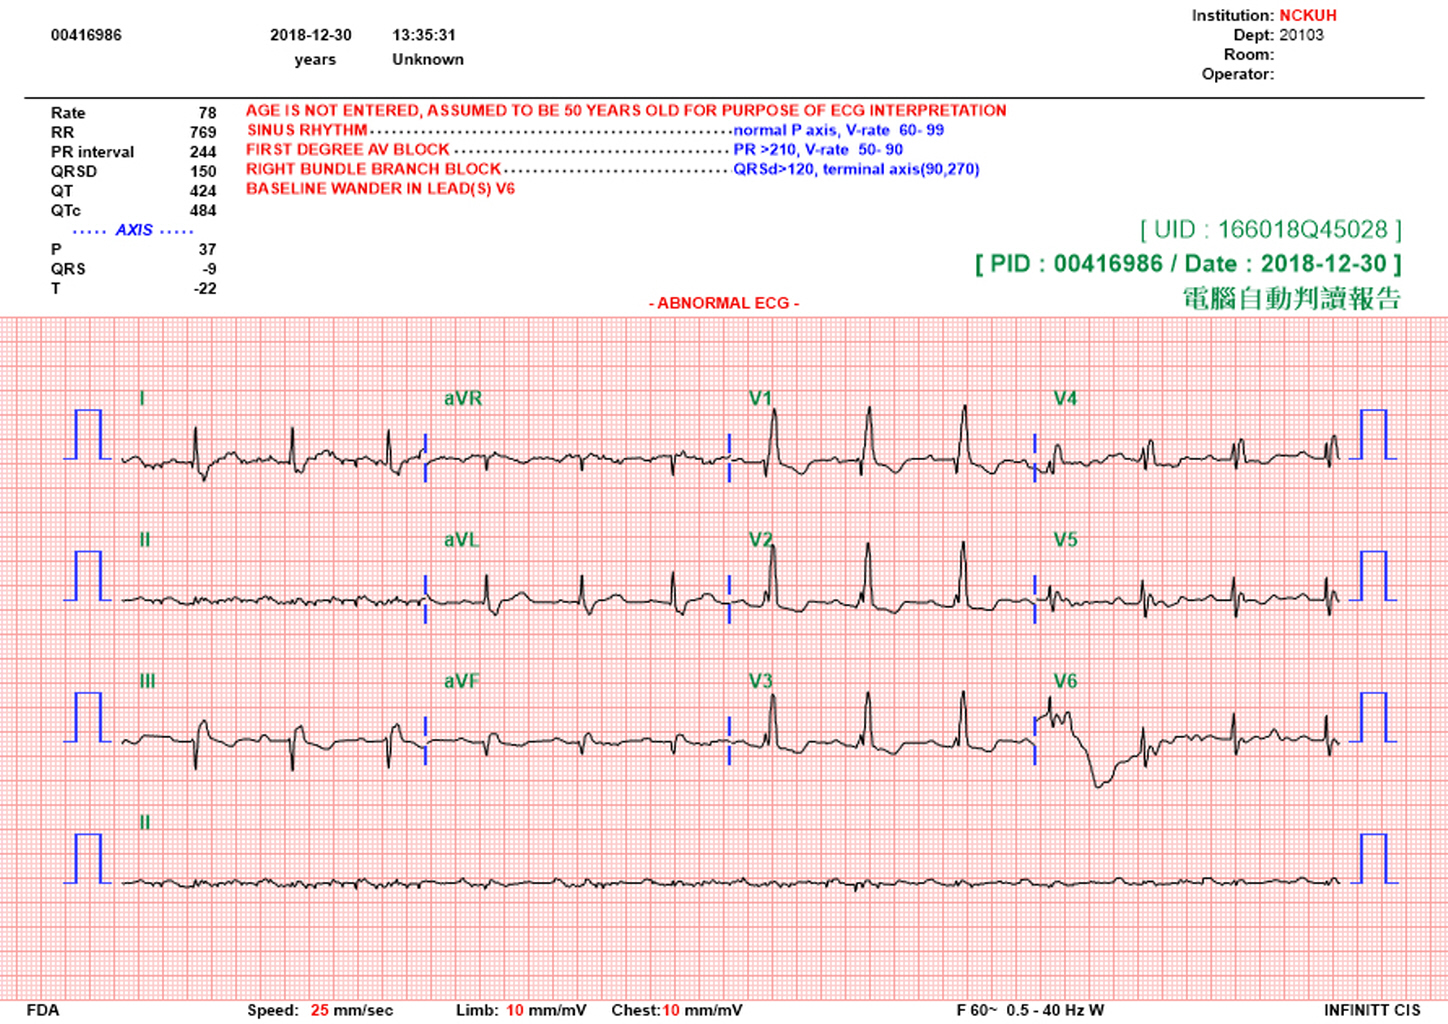 Institution: NCKUH
00416986 2018-12-30 13:35:31 Dept: 20103
years Unknown Room:
Operator:
Rate 78 AGE IS NOT ENTERED, ASSUMED TO BE 50 YEARS OLD FOR PURPOSE OF ECG INTERPRETATION
RR 769 SINUS RHYTHM normal P axis, V-rate 60- 99
PR interval 244 FIRST DEGREE AV BLOCK PR >210, V-rate 50- 90
QRSD 150 RIGHT BUNDLE BRANCH BLOCK QRSd>120, terminal axis(90,270)
QT 424 BASELINE WANDER IN LEAD(S) V6
QTc 484
····· AXIS ·····
[ UID : 166018Q45028 ]
P 37
QRS -9
[ PID : 00416986 / Date : 2018-12-30 ]
T -22
- ABNORMAL ECG -
電腦自動判讀報告
I aVR V1 V4
II aVL V2 V5
III aVF V3 V6
II
FDA Speed: 25 mm/sec Limb: 10 mm/mV Chest:10 mm/mV F 60~ 0.5 - 40 Hz W INFINITT CIS